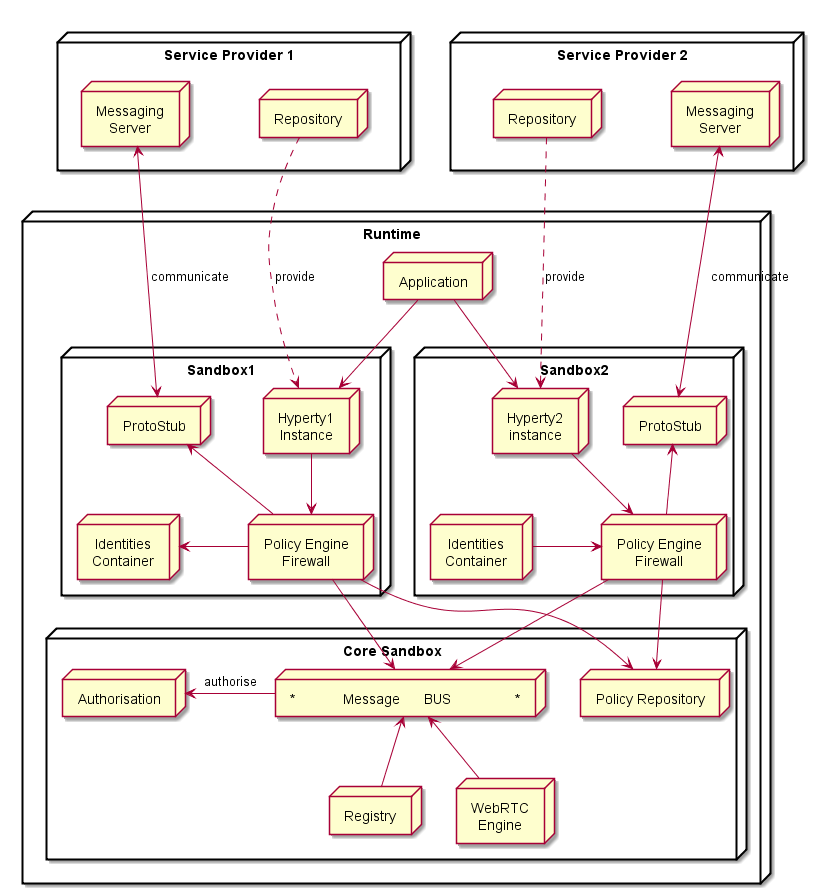 Service Provider 1
Service Provider 2
Messaging
Server
Repository
Repository
Messaging
Server
Runtime
communicate
provide
Application
provide
communicate
Sandbox1
Sandbox2
ProtoStub
Hyperty1
Instance
Hyperty2
instance
ProtoStub
Identities
Container
Policy Engine
Firewall
Identities
Container
Policy Engine
Firewall
Core Sandbox
Authorisation
authorise
* Message BUS *
Policy Repository
Registry
WebRTC
Engine